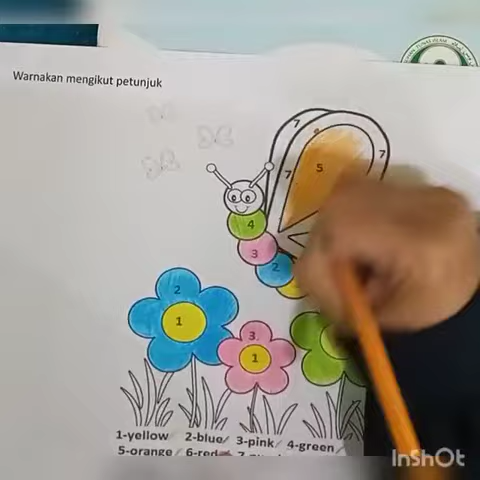 Warnakan mengikut petunjuk
7
7
7
5
4
3
2
2
1
3
1
1-yellow 2-blue 3-pink 4-green
5-orange 6-red
InShOt